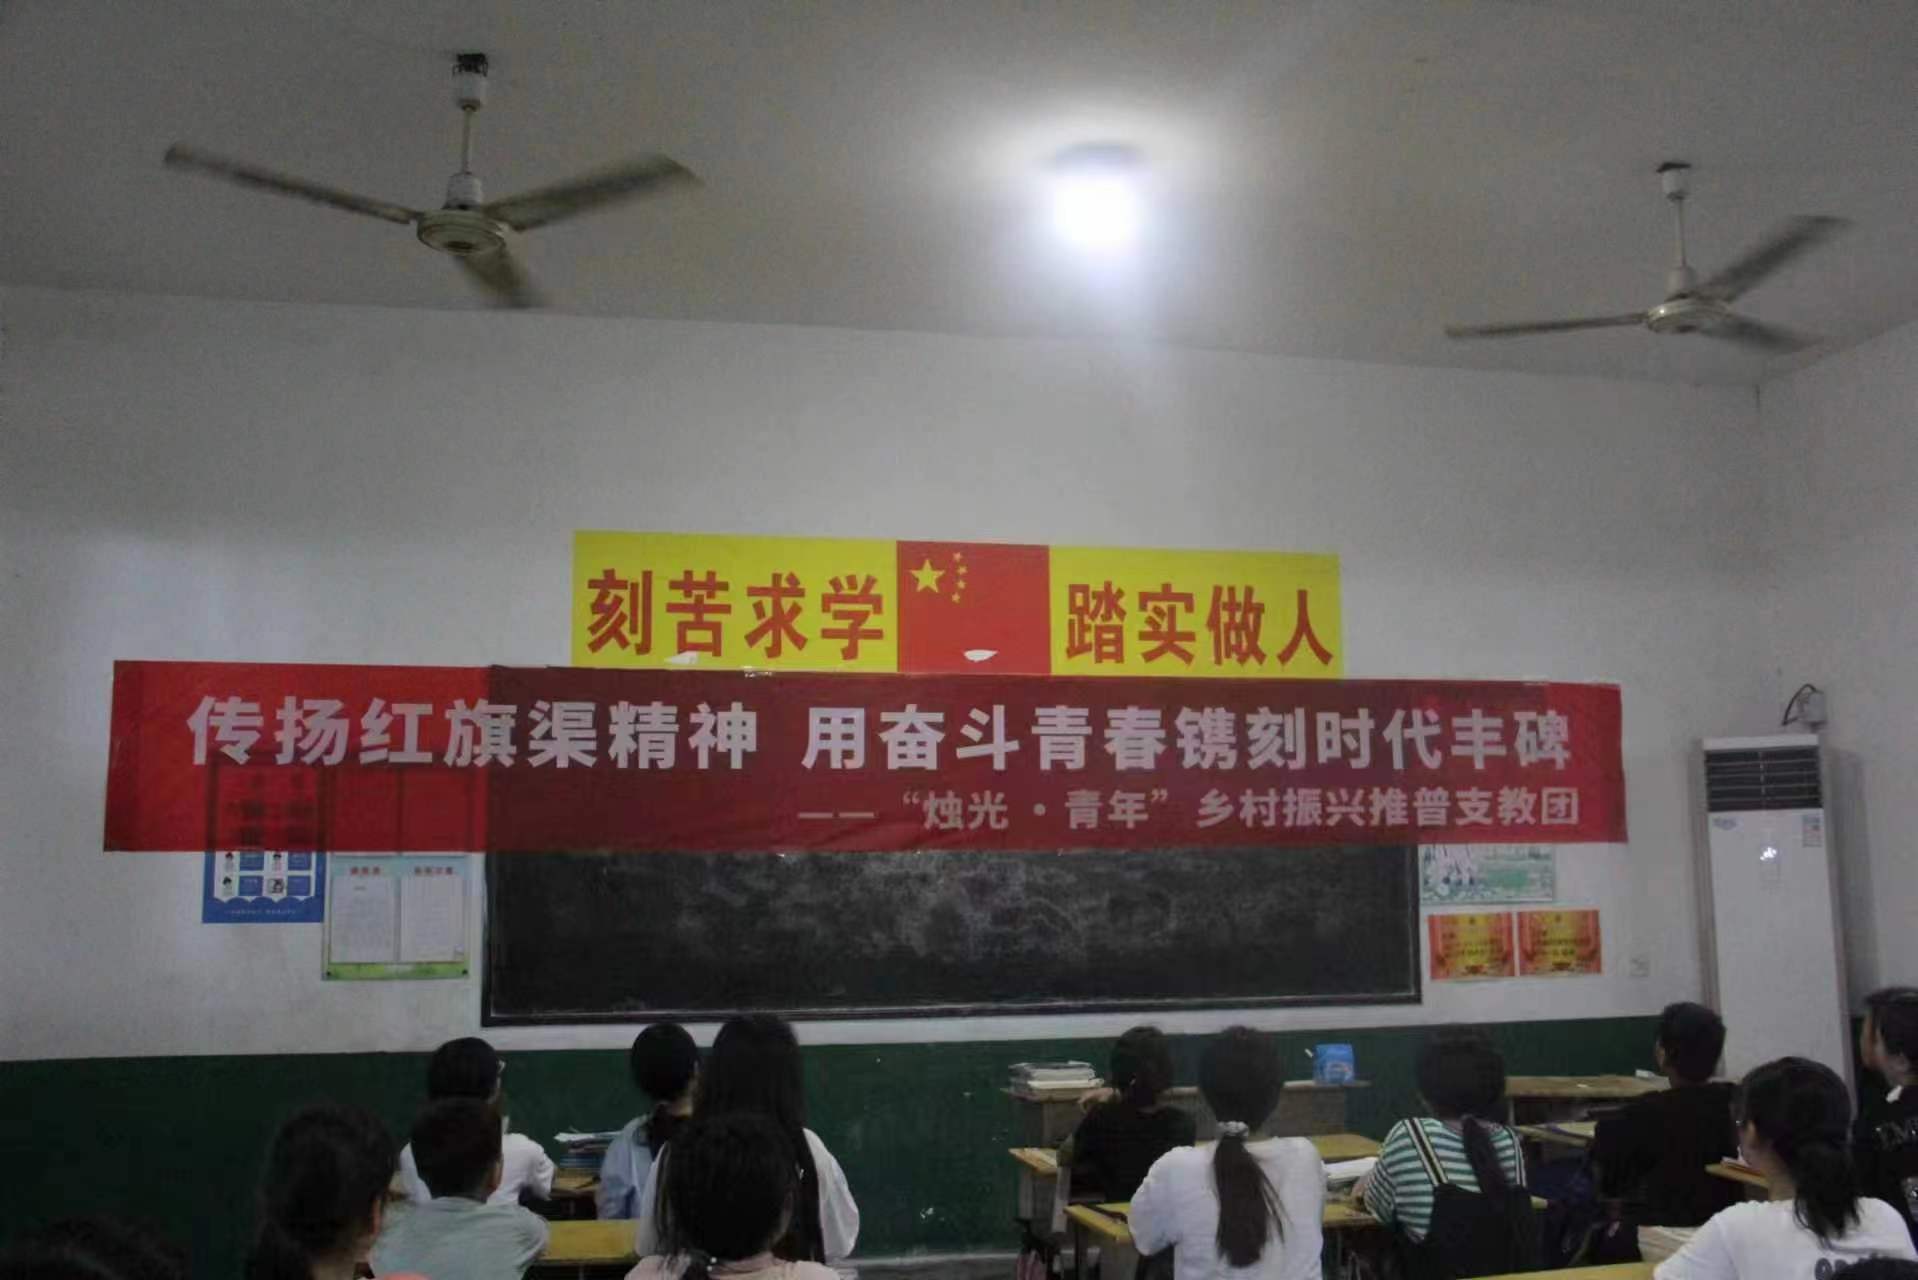 刻苦求学 踏实做人
传扬红旗渠精神 用奋斗青春镌刻时代丰碑
——“烛光·青年”乡村振兴推普支教团